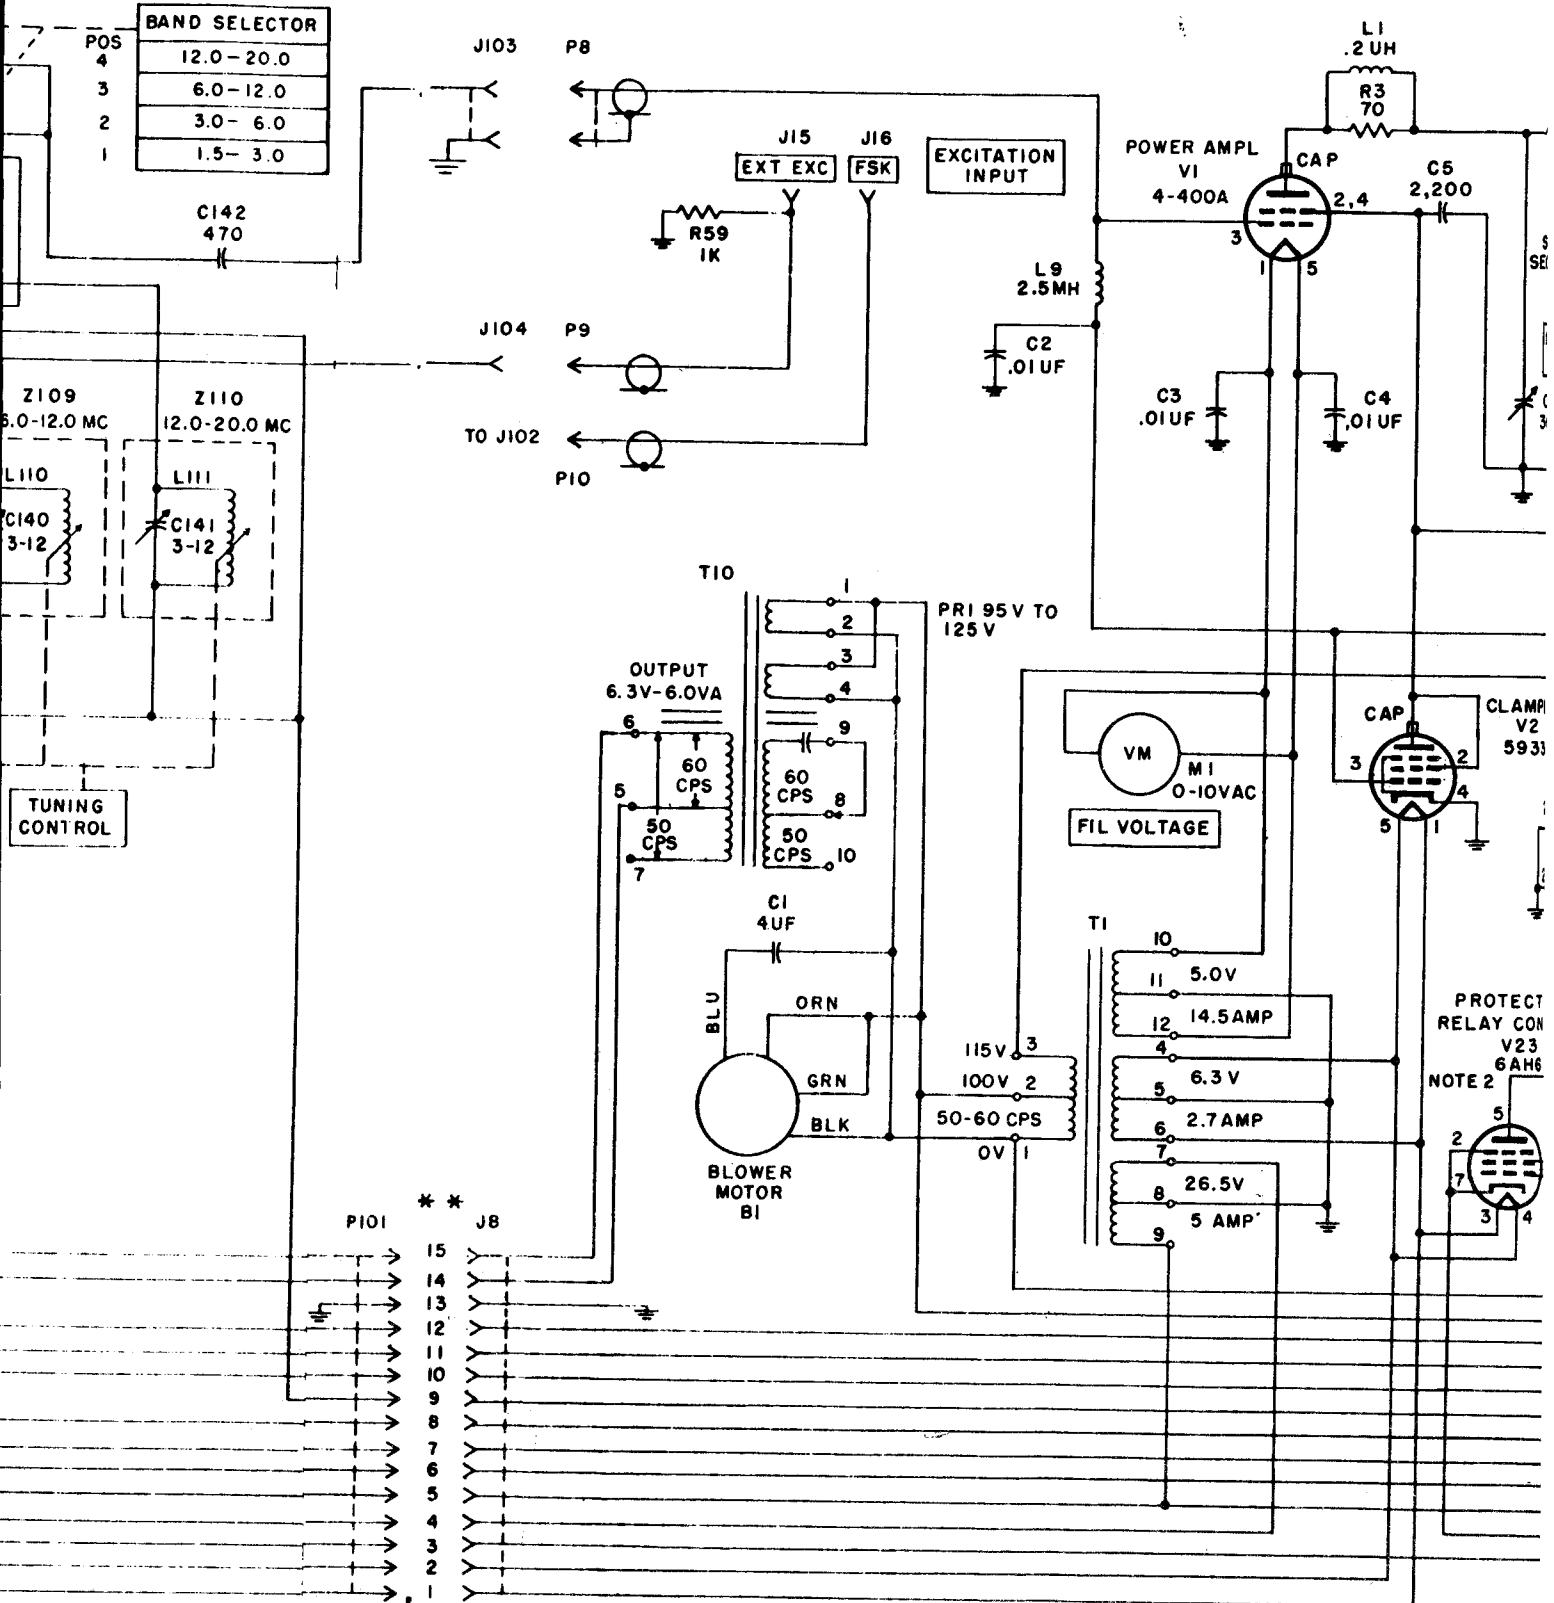 BAND SELECTOR
POS
4 12.0-20.0
3 6.0-12.0
2 3.0- 6.0
1 1.5- 3.0
C142
470
J103 P8
J15 J16
EXT EXC FSK
R59
1K
EXCITATION
INPUT
L1
.2UH
R3
70
POWER AMPL
V1
4-400A
CAP
2,4
3
1 5
C5
2,200
L9
2.5MH
C2
.01UF
C3
.01UF
C4
.01UF
J104 P9
TO J102
P10
Z109
6.0-12.0 MC
Z110
12.0-20.0 MC
L110
C140
3-12
L111
C141
3-12
TUNING
CONTROL
T10
1
2
3
4
9
8
10
PRI 95V TO
125V
OUTPUT
6.3V-6.0VA
6
5
7
60
CPS
50
CPS
60
CPS
50
CPS
VM
M1
0-10VAC
FIL VOLTAGE
CAP
V2
3
2
4
5 1
C1
4UF
BLU
ORN
GRN
BLK
BLOWER
MOTOR
B1
T1
115V 3
100V 2
50-60 CPS
0V 1
10
11
12
5.0V
14.5AMP
4
5
6
6.3V
2.7AMP
7
8
9
26.5V
5 AMP
RELAY
V23
6AH6
NOTE 2
5
2
7
3 4
* *
P101 J8
15
14
13
12
11
10
9
8
7
6
5
4
3
2
1